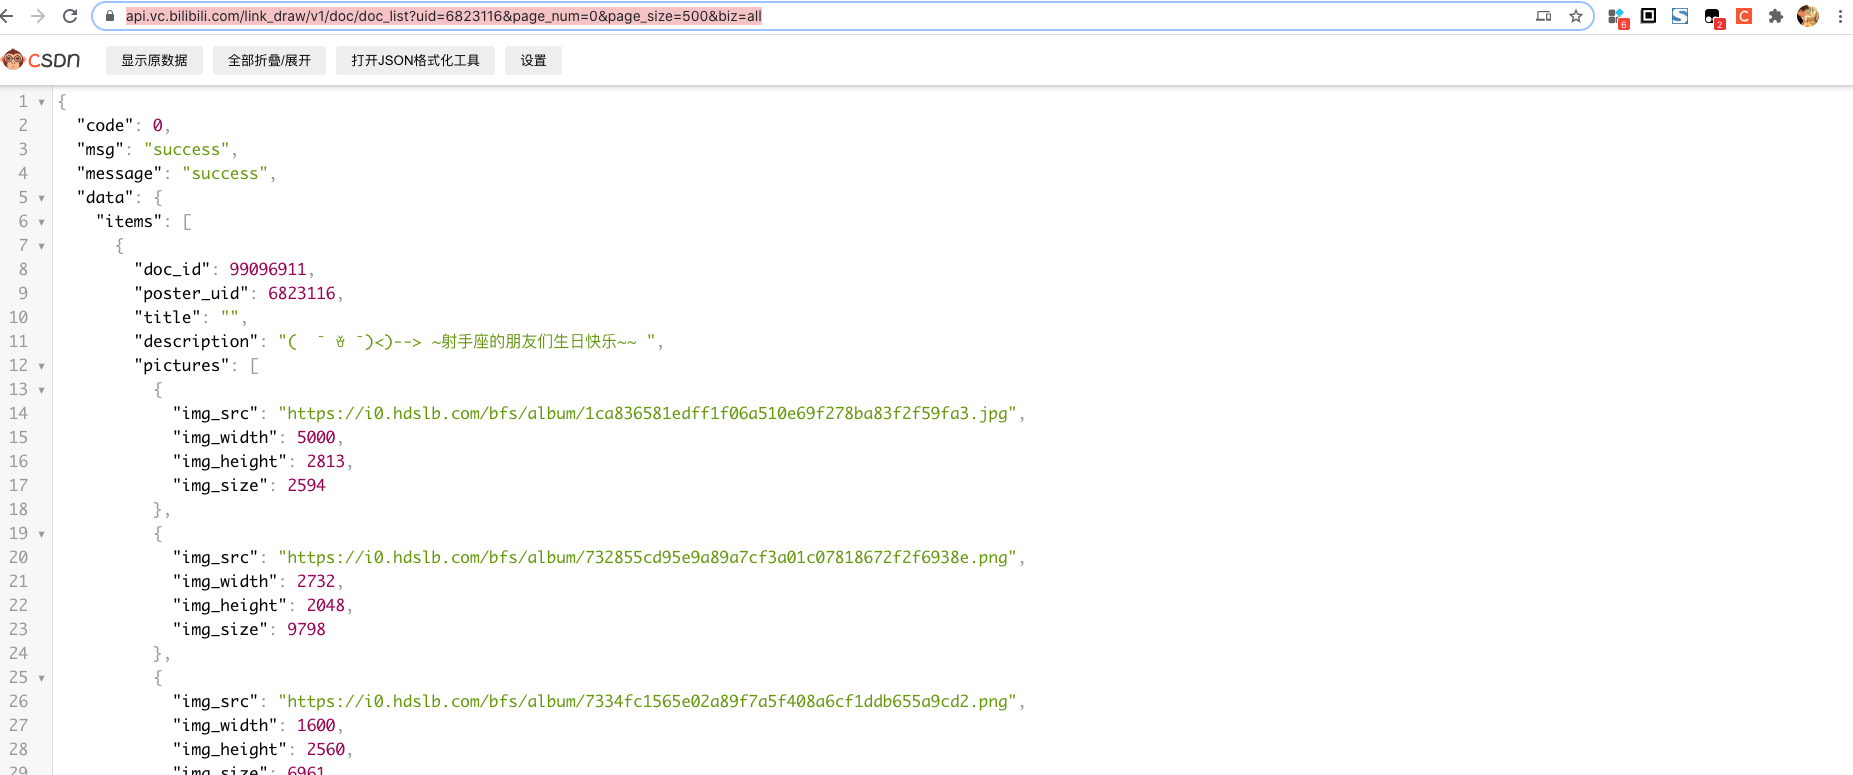 api.vc.bilibili.com/link_draw/v1/doc/doc_list?uid=6823116&page_num=0&page_size=500&biz=all
6
2
C
CSDN
显示原数据 全部折叠/展开 打开JSON格式化工具 设置
1 {
2 "code": 0,
3 "msg": "success",
4 "message": "success",
5 "data": {
6 "items": [
7 {
8 "doc_id": 99096911,
9 "poster_uid": 6823116,
10 "title": "",
11 "description": "( ˉ ꈊ ˉ)<)--> ~射手座的朋友们生日快乐~~ ",
12 "pictures": [
13 {
14 "img_src": "https://i0.hdslb.com/bfs/album/1ca836581edff1f06a510e69f278ba83f2f59fa3.jpg",
15 "img_width": 5000,
16 "img_height": 2813,
17 "img_size": 2594
18 },
19 {
20 "img_src": "https://i0.hdslb.com/bfs/album/732855cd95e9a89a7cf3a01c07818672f2f6938e.png",
21 "img_width": 2732,
22 "img_height": 2048,
23 "img_size": 9798
24 },
25 {
26 "img_src": "https://i0.hdslb.com/bfs/album/7334fc1565e02a89f7a5f408a6cf1ddb655a9cd2.png",
27 "img_width": 1600,
28 "img_height": 2560,
29 "img_size": 6961